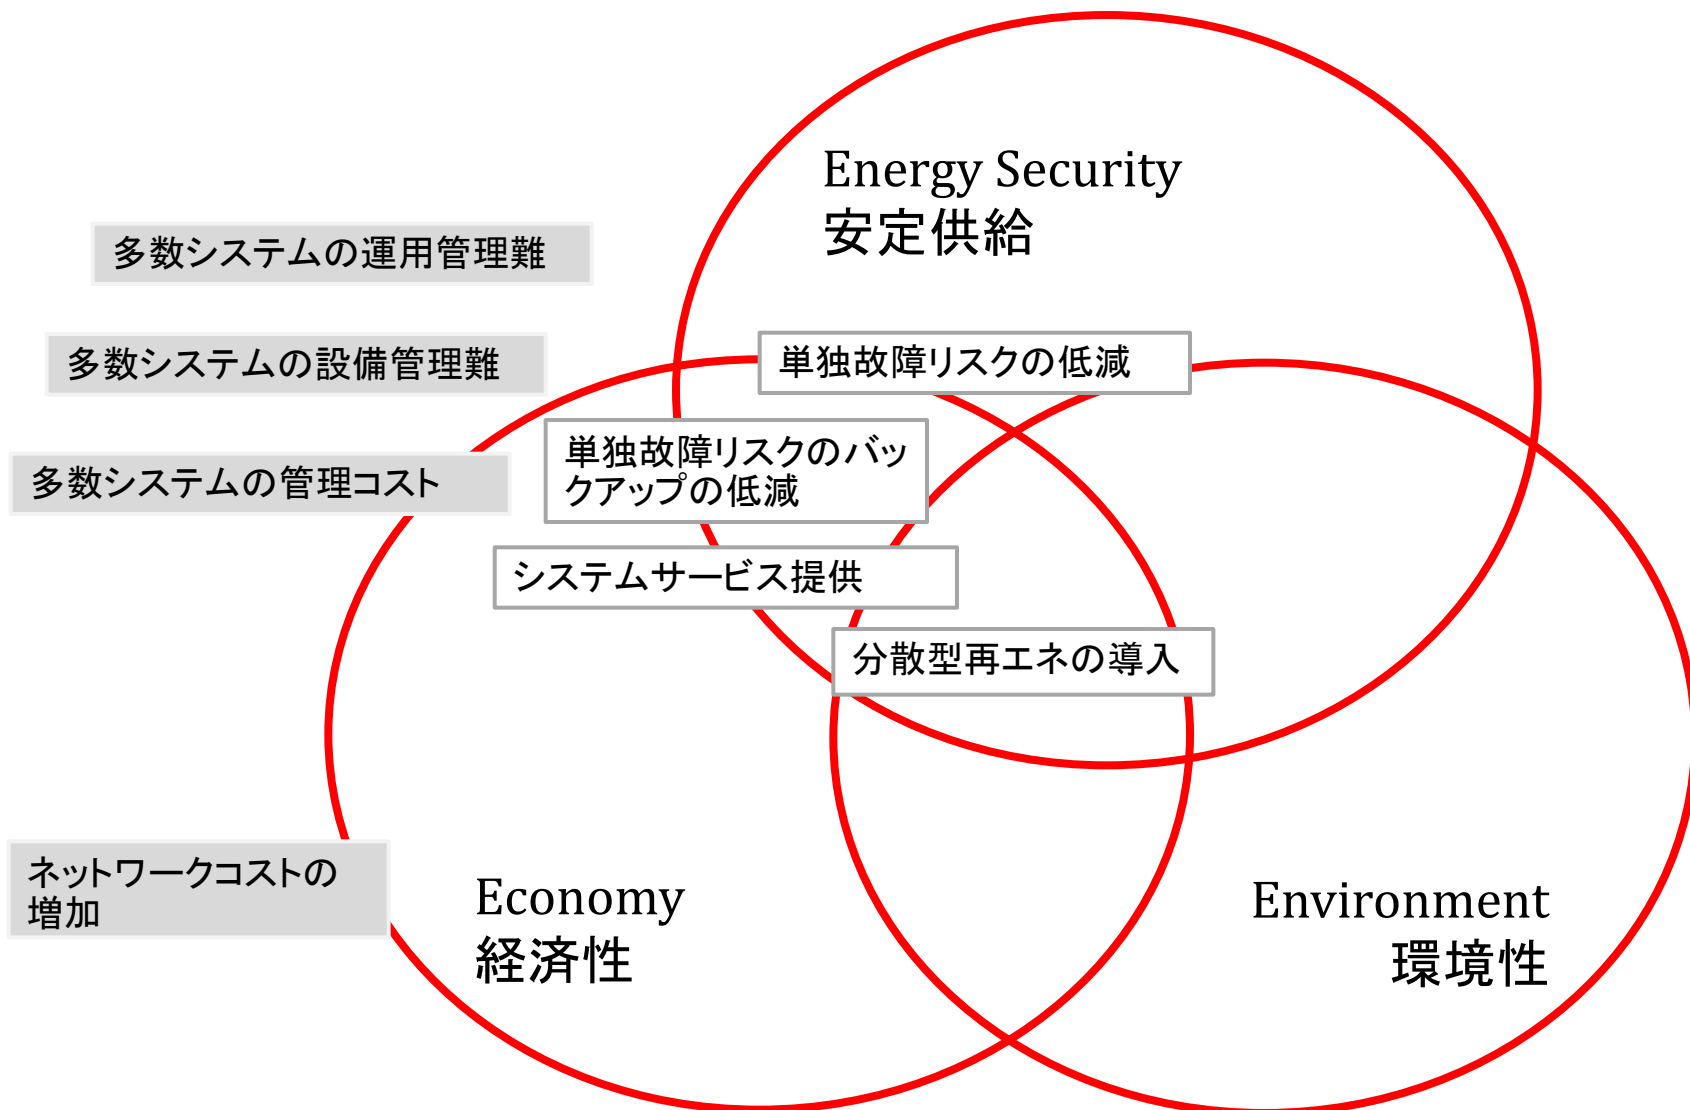 Energy Security
安定供給
多数システムの運用管理難
多数システムの設備管理難
単独故障リスクの低減
多数システムの管理コスト
単独故障リスクのバッ
クアップの低減
システムサービス提供
分散型再エネの導入
ネットワークコストの
増加
Economy
経済性
Environment
環境性